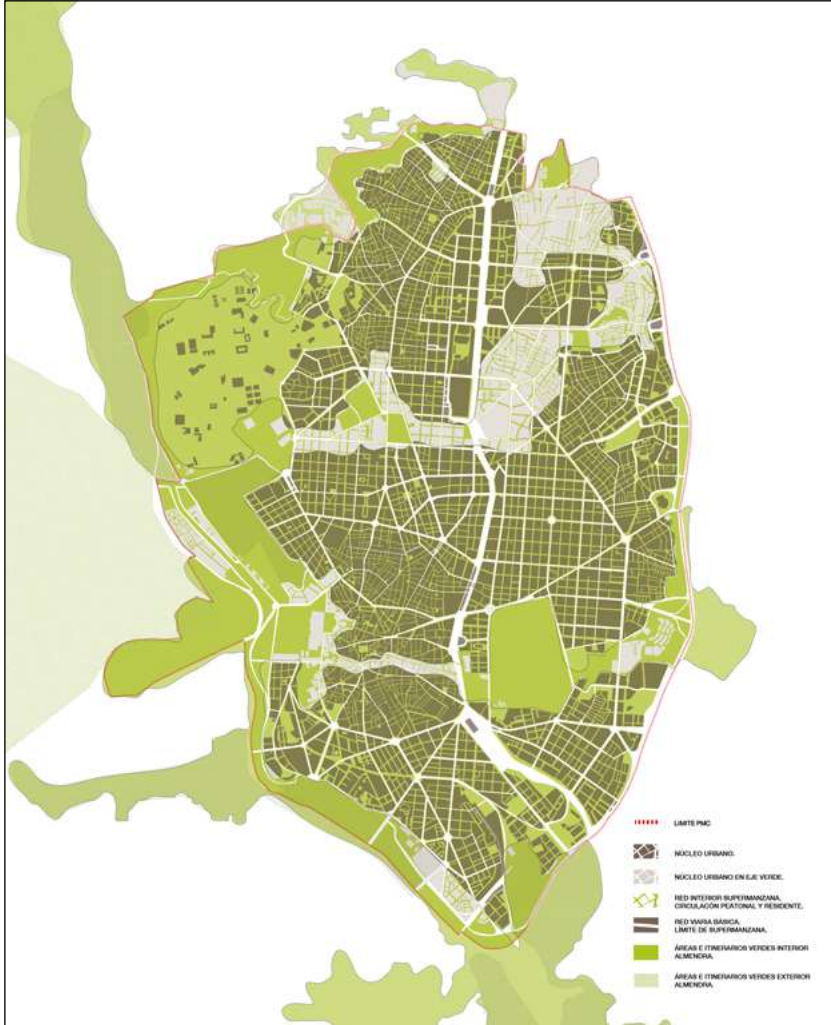 LIMITE PMC
NÚCLEO URBANO.
NÚCLEO URBANO EN EJE VERDE.
RED INTERIOR SUPERMANZANA.
CIRCULACÓN PEATONAL Y RESIDENTE.
RED VIARIA BÁSICA.
LÍMITE DE SUPERMANZANA.
ÁREAS E ITINERARIOS VERDES INTERIOR
ALMENDRA.
ÁREAS E ITINERARIOS VERDES EXTERIOR
ALMENDRA.